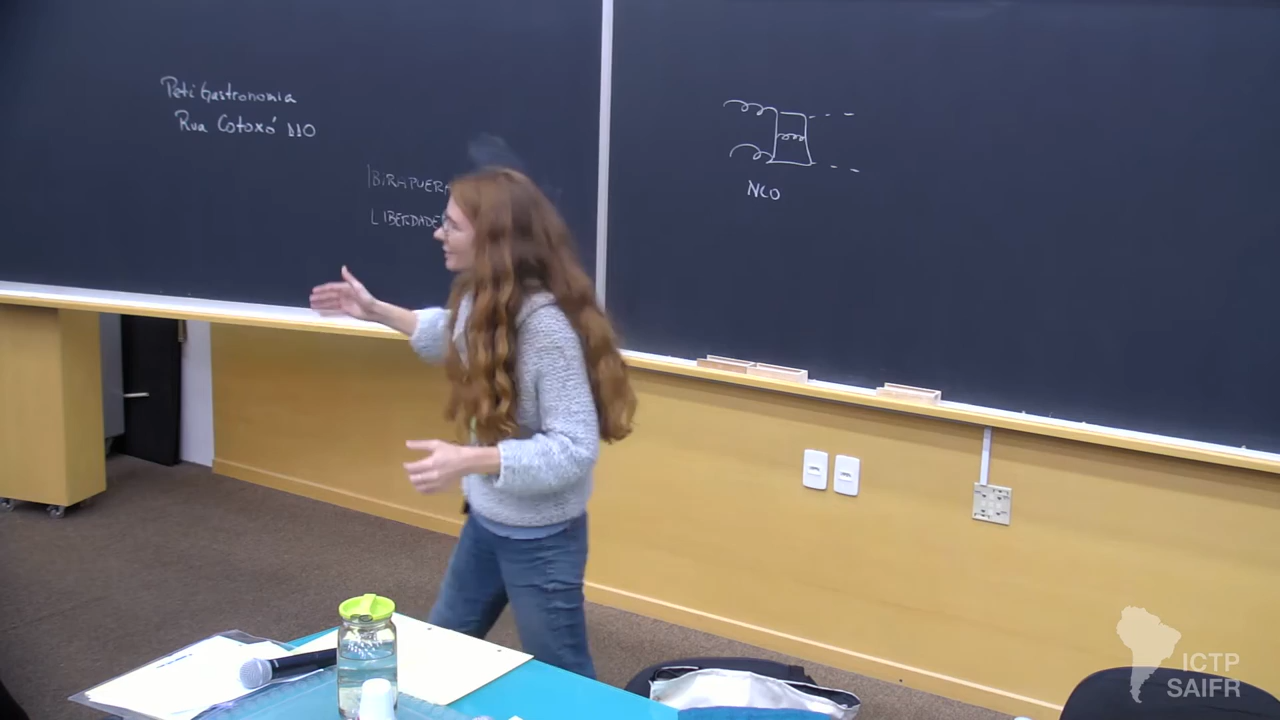 Peti Gastronomia
Rua Cotoxó 110
IBIRAPUERA
LIBERDADE
NLO
ICTP
SAIFR